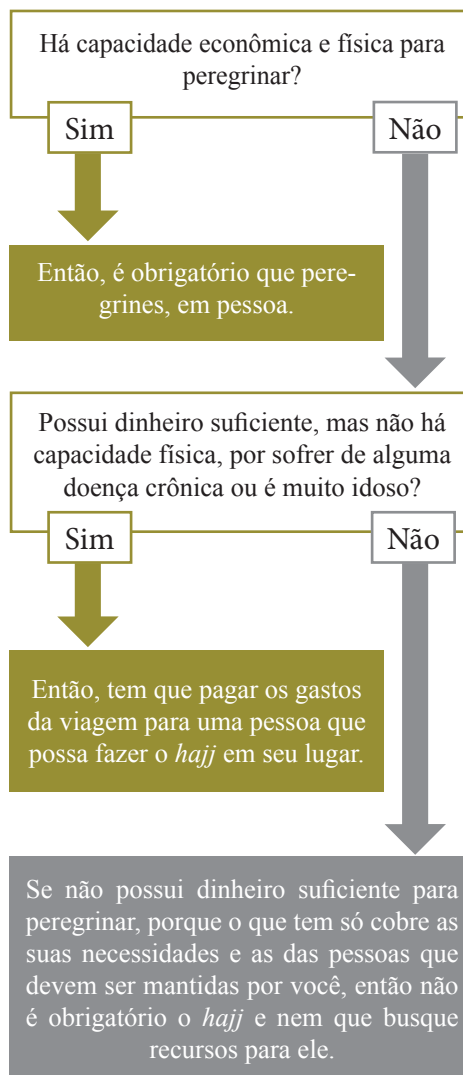 Há capacidade econômica e física para
peregrinar?
Sim
Não
Então, é obrigatório que pere-
grines, em pessoa.
Possui dinheiro suficiente, mas não há
capacidade física, por sofrer de alguma
doença crônica ou é muito idoso?
Sim
Não
Então, tem que pagar os gastos
da viagem para uma pessoa que
possa fazer o hajj em seu lugar.
Se não possui dinheiro suficiente para
peregrinar, porque o que tem só cobre as
suas necessidades e as das pessoas que
devem ser mantidas por você, então não
é obrigatório o hajj e nem que busque
recursos para ele.